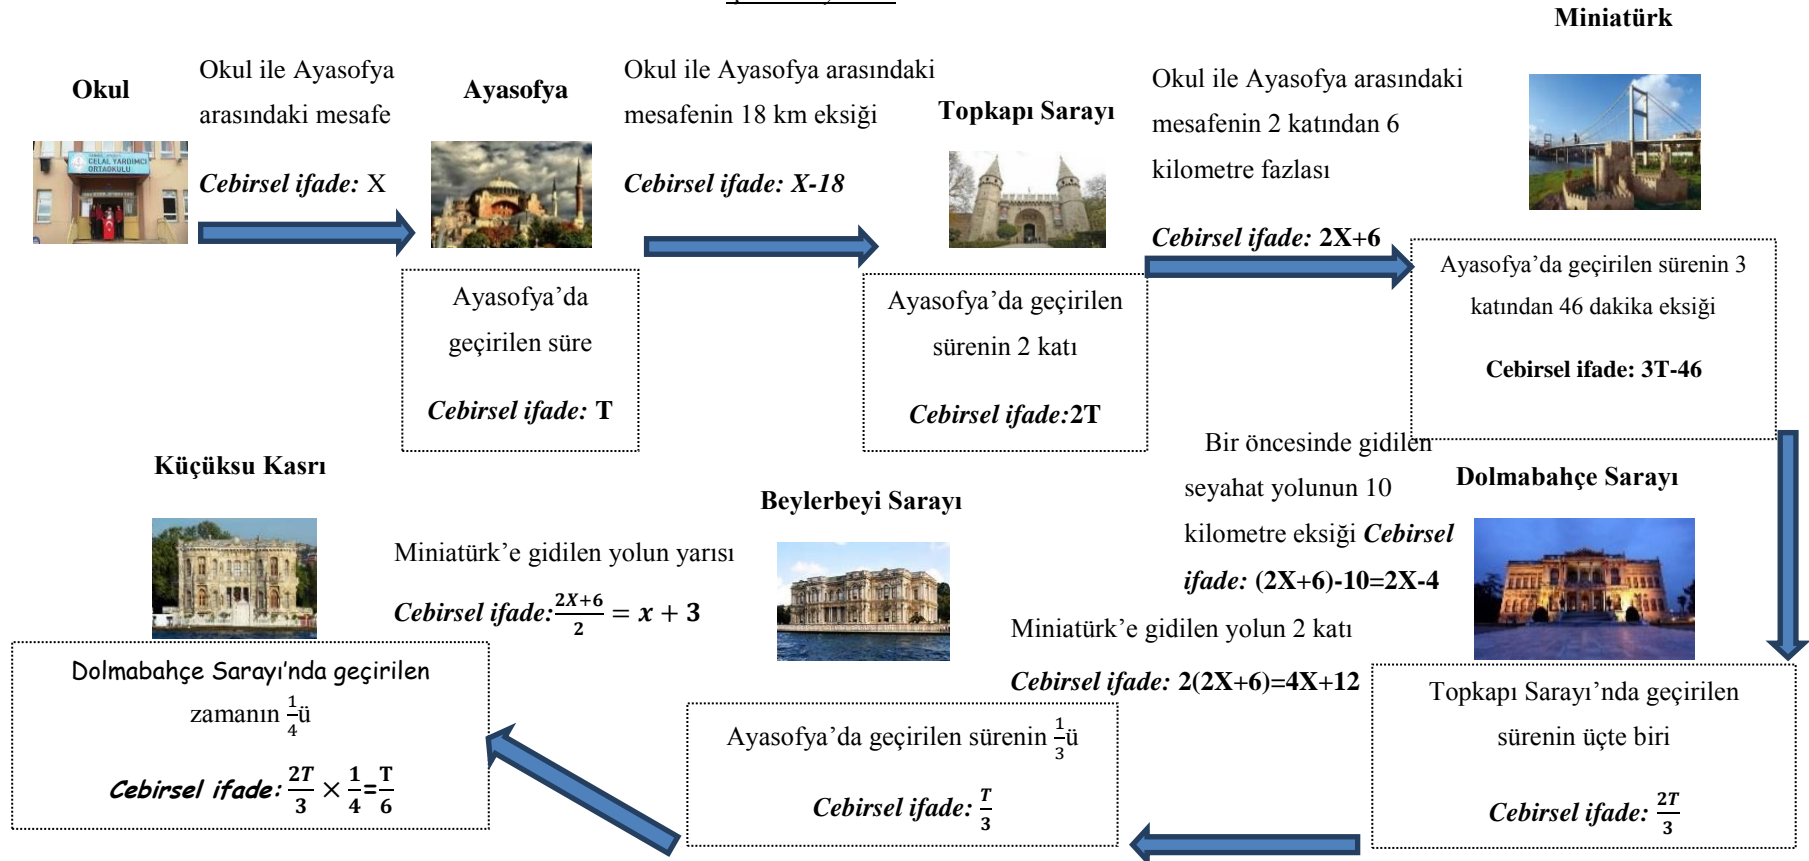 Okul
Okul ile Ayasofya
arasındaki mesafe
Cebirsel ifade: X
CELAL YARDIMCI
ORTAOKULU
Ayasofya
Ayasofya’da
geçirilen süre
Cebirsel ifade: T
Okul ile Ayasofya arasındaki
mesafenin 18 km eksiği
Cebirsel ifade: X-18
Topkapı Sarayı
Ayasofya’da geçirilen
sürenin 2 katı
Cebirsel ifade:2T
Okul ile Ayasofya arasındaki
mesafenin 2 katından 6
kilometre fazlası
Cebirsel ifade: 2X+6
Miniatürk
Ayasofya’da geçirilen sürenin 3
katından 46 dakika eksiği
Cebirsel ifade: 3T-46
Bir öncesinde gidilen
seyahat yolunun 10
kilometre eksiği Cebirsel
ifade: (2X+6)-10=2X-4
Dolmabahçe Sarayı
Topkapı Sarayı’nda geçirilen
sürenin üçte biri
Cebirsel ifade: 2T/3
Miniatürk’e gidilen yolun 2 katı
Cebirsel ifade: 2(2X+6)=4X+12
Beylerbeyi Sarayı
Ayasofya’da geçirilen sürenin 1/3ü
Cebirsel ifade: T/3
Miniatürk’e gidilen yolun yarısı
Cebirsel ifade:2X+6/2 = x + 3
Küçüksu Kasrı
Dolmabahçe Sarayı’nda geçirilen
zamanın 1/4ü
Cebirsel ifade: 2T/3 × 1/4=T/6